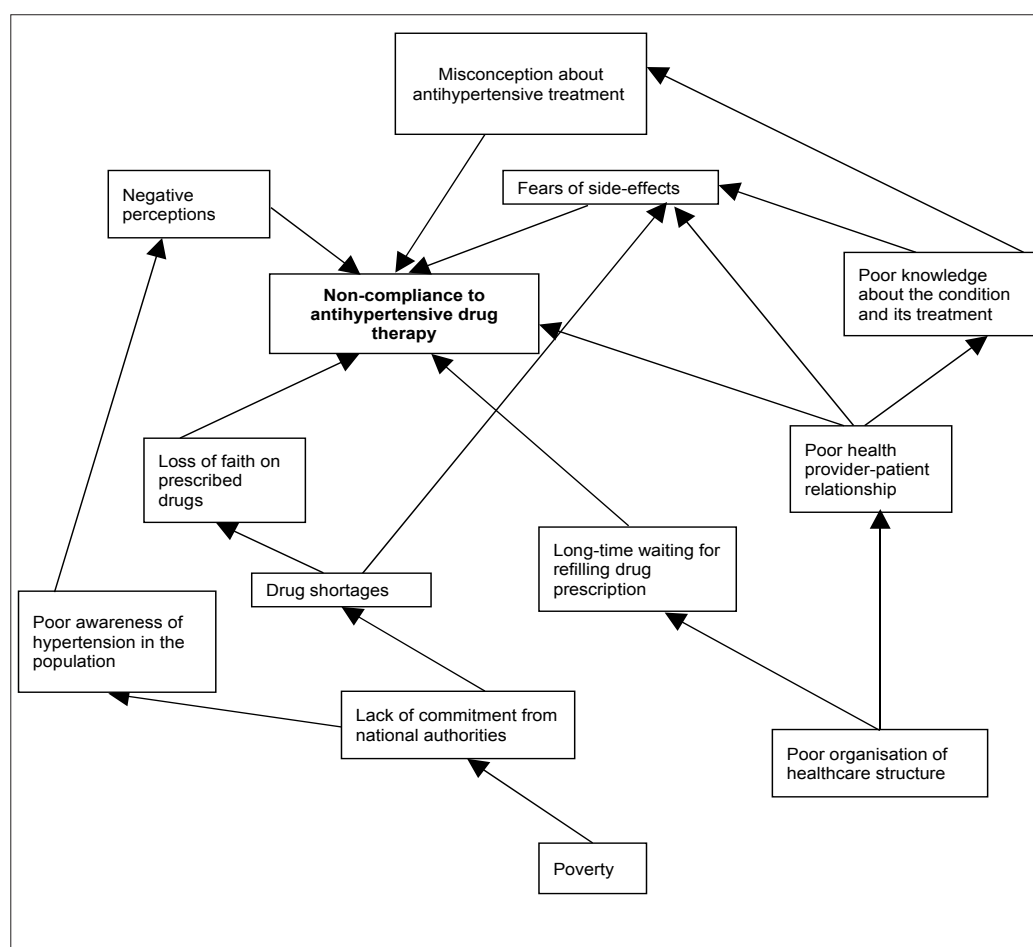 Misconception about
antihypertensive treatment
Fears of side-effects
Negative
perceptions
Poor knowledge
about the condition
and its treatment
Non-compliance to
antihypertensive drug
therapy
Poor health
provider-patient
relationship
Loss of faith on
prescribed
drugs
Long-time waiting for
refilling drug
prescription
Drug shortages
Poor awareness of
hypertension in the
population
Lack of commitment from
national authorities
Poor organisation of
healthcare structure
Poverty